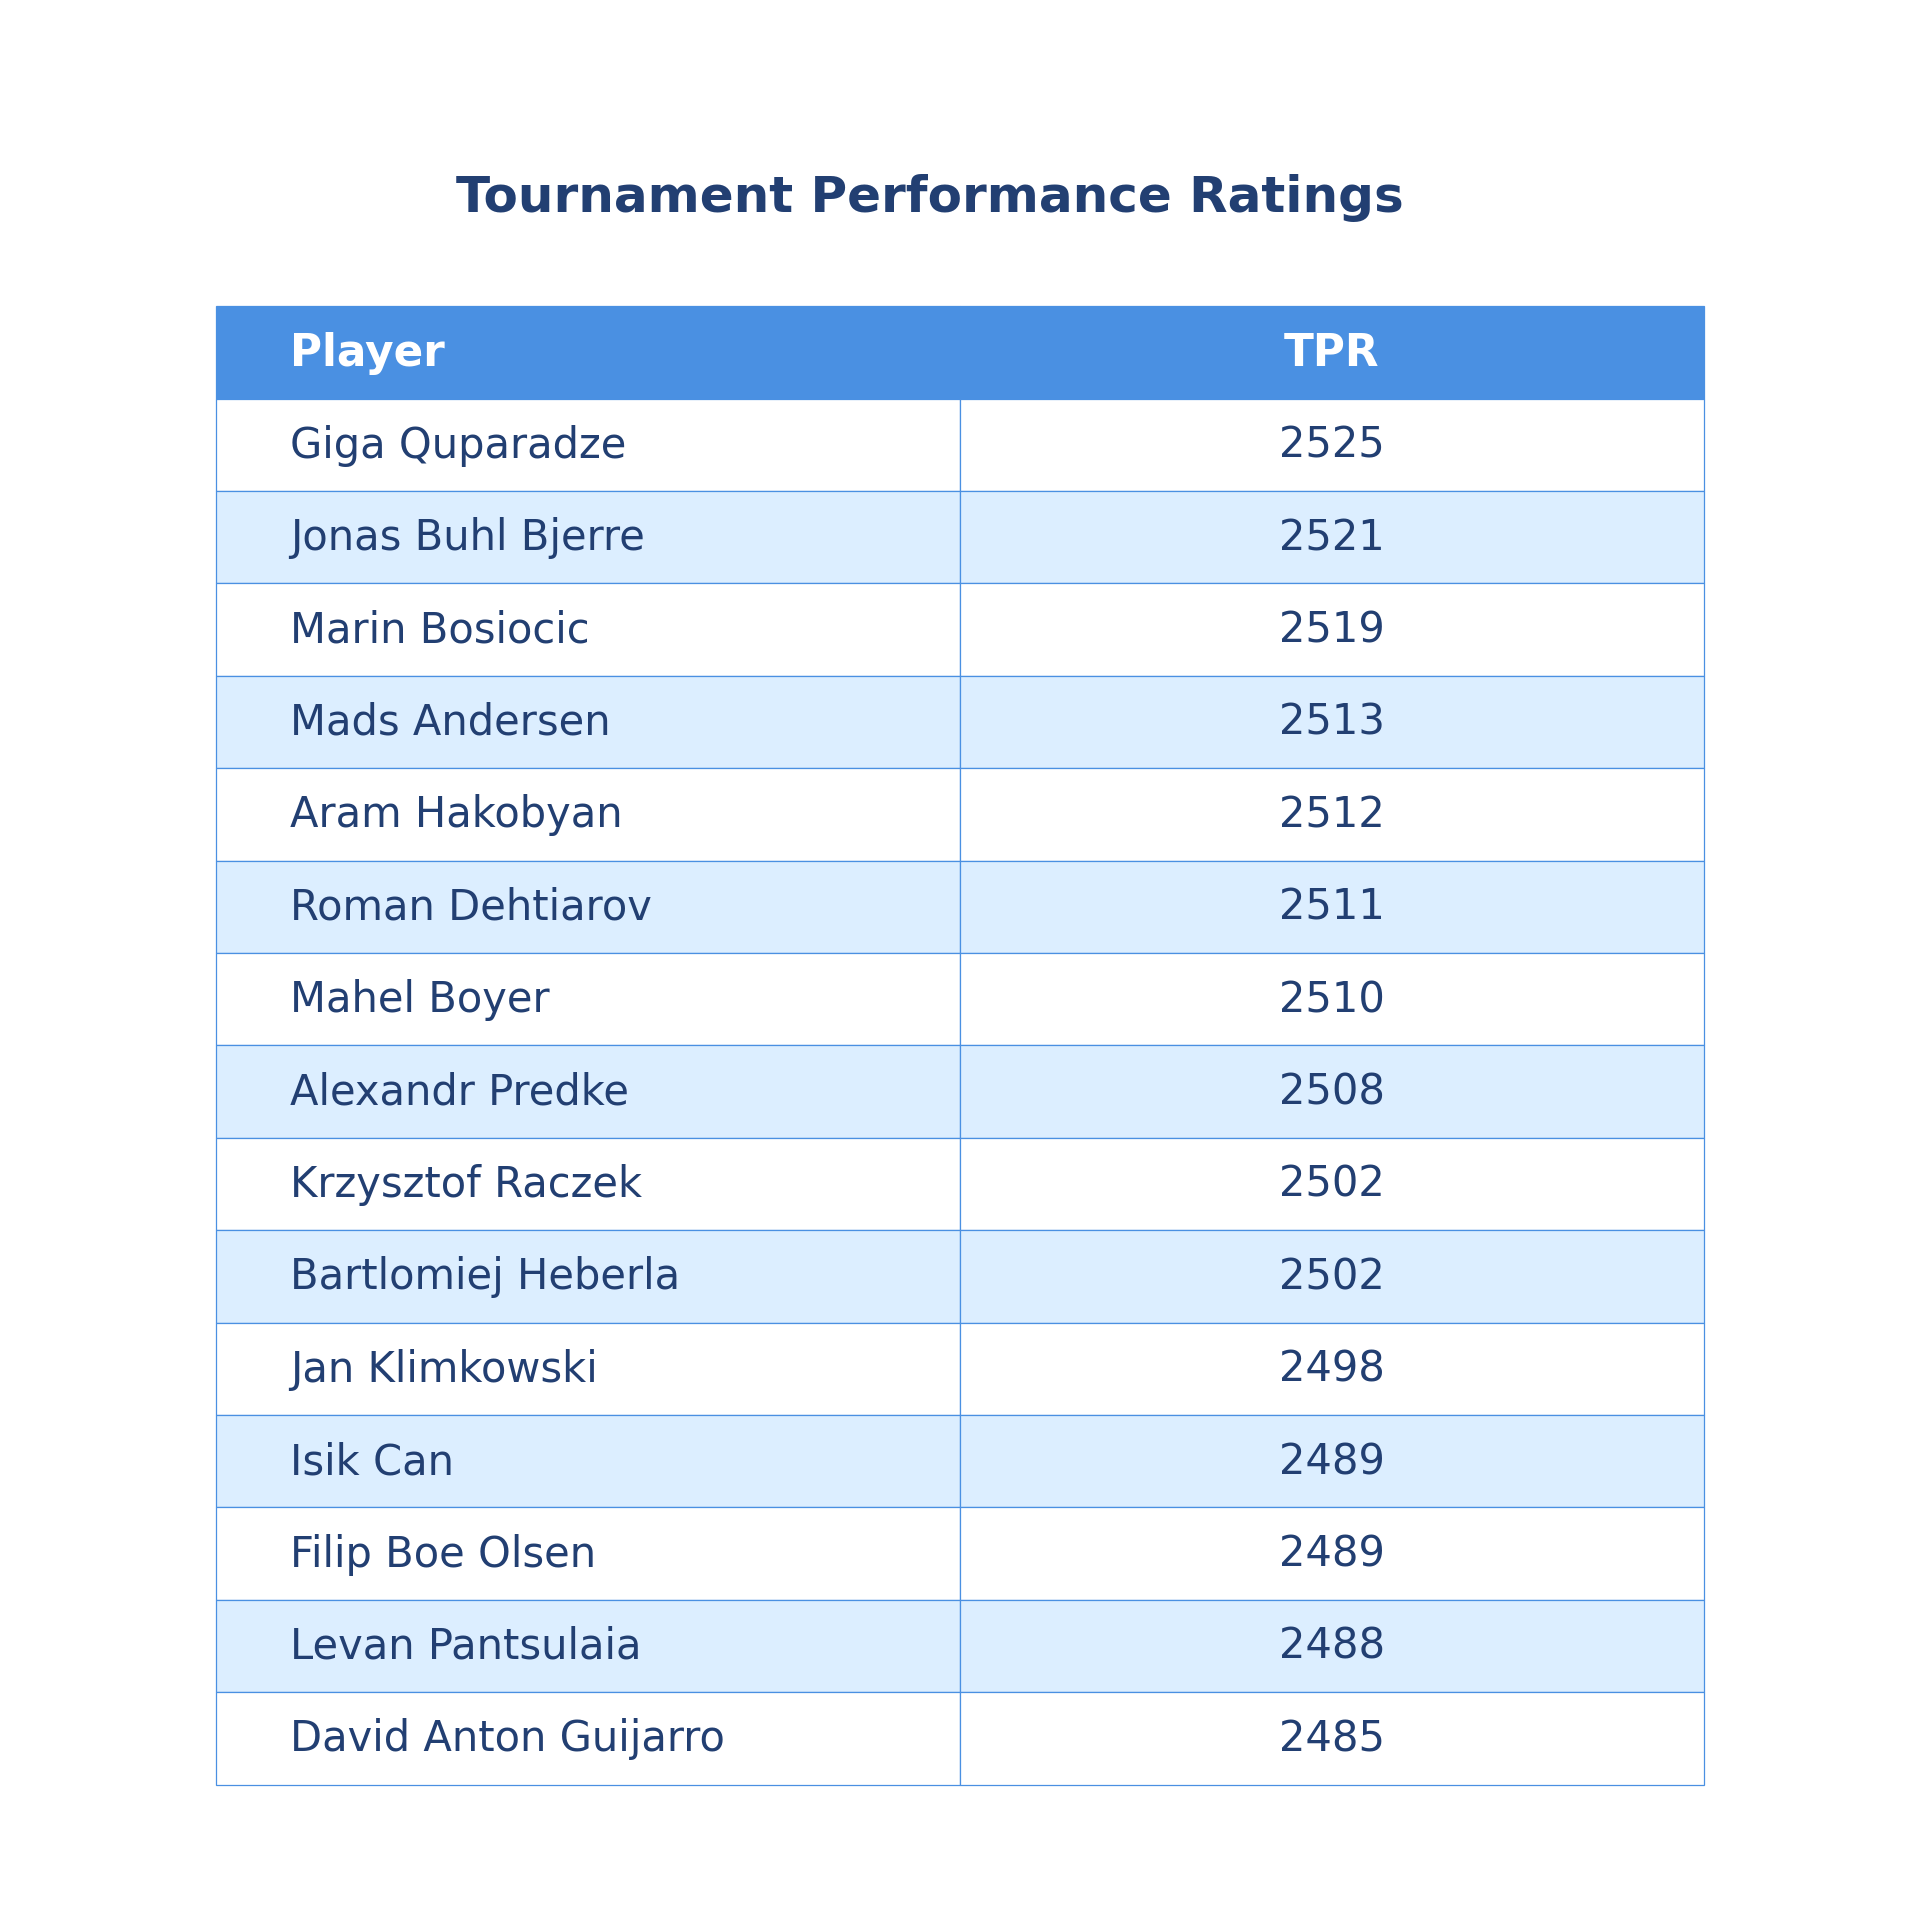 Tournament Performance Ratings
Player TPR
Giga Quparadze 2525
Jonas Buhl Bjerre 2521
Marin Bosiocic 2519
Mads Andersen 2513
Aram Hakobyan 2512
Roman Dehtiarov 2511
Mahel Boyer 2510
Alexandr Predke 2508
Krzysztof Raczek 2502
Bartlomiej Heberla 2502
Jan Klimkowski 2498
Isik Can 2489
Filip Boe Olsen 2489
Levan Pantsulaia 2488
David Anton Guijarro 2485